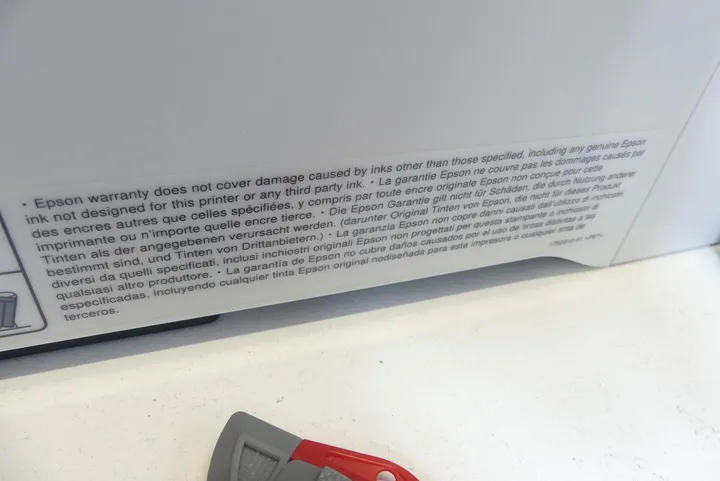 • Epson warranty does not cover damage caused by inks other than those specified, including any genuine Epson
ink not designed for this printer or any third party ink. • La garantie Epson ne couvre pas les dommages causés par
des encres autres que celles spécifiées, y compris par toute encre originale Epson non conçue pour cette
imprimante ou n'importe quelle encre tierce. • Die Epson Garantie gilt nicht für Schäden, die durch Nutzung anderer
Tinten als der angegebenen verursacht werden. (darunter Original Tinten von Epson, die nicht für dieses Produkt
bestimmt sind, und Tinten von Drittanbietern.) • La garanzia Epson non copre danni causati dall'utilizzo di inchiostri
diversi da quelli specificati, inclusi inchiostri originali Epson non progettati per questa stampante o inchiostri di
qualsiasi altro produttore. • La garantía de Epson no cubre daños causados por el uso de tintas distintas a las
especificadas, incluyendo cualquier tinta Epson original nodiseñada para esta impresora o cualquier tinta de
terceros.